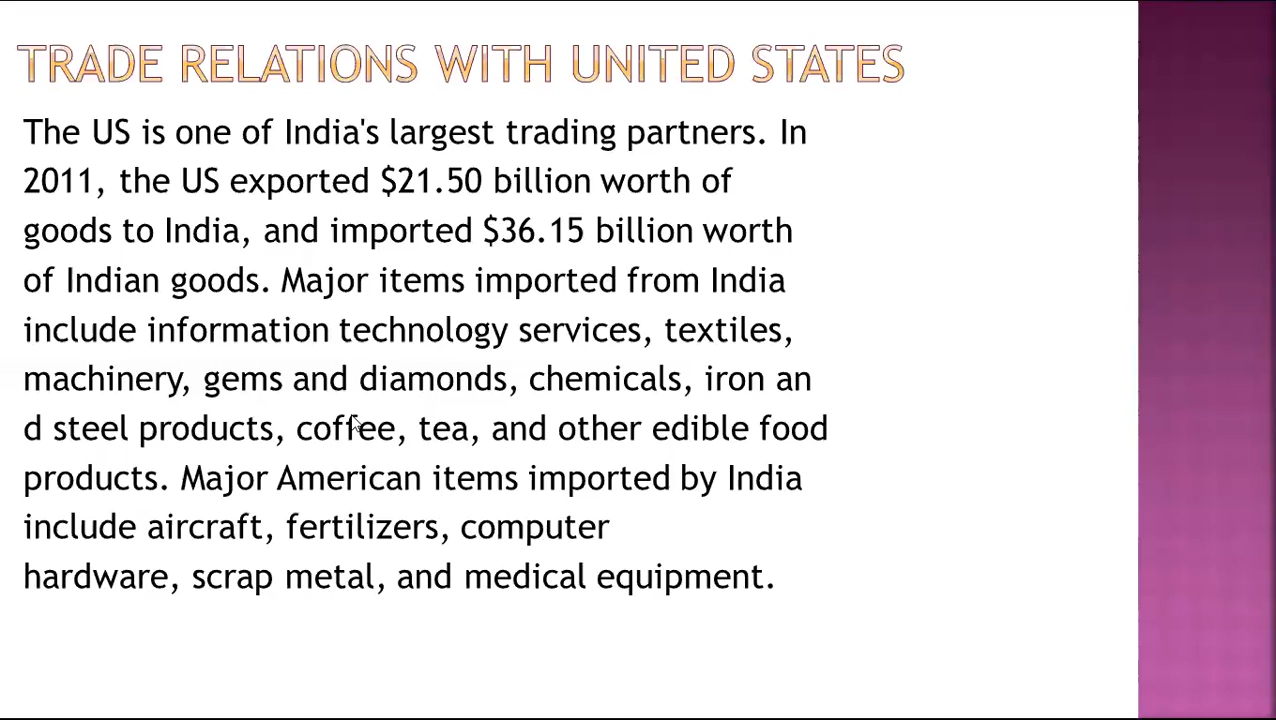 TRADE RELATIONS WITH UNITED STATES
The US is one of India's largest trading partners. In
2011, the US exported $21.50 billion worth of
goods to India, and imported $36.15 billion worth
of Indian goods. Major items imported from India
include information technology services, textiles,
machinery, gems and diamonds, chemicals, iron an
d steel products, coffee, tea, and other edible food
products. Major American items imported by India
include aircraft, fertilizers, computer
hardware, scrap metal, and medical equipment.